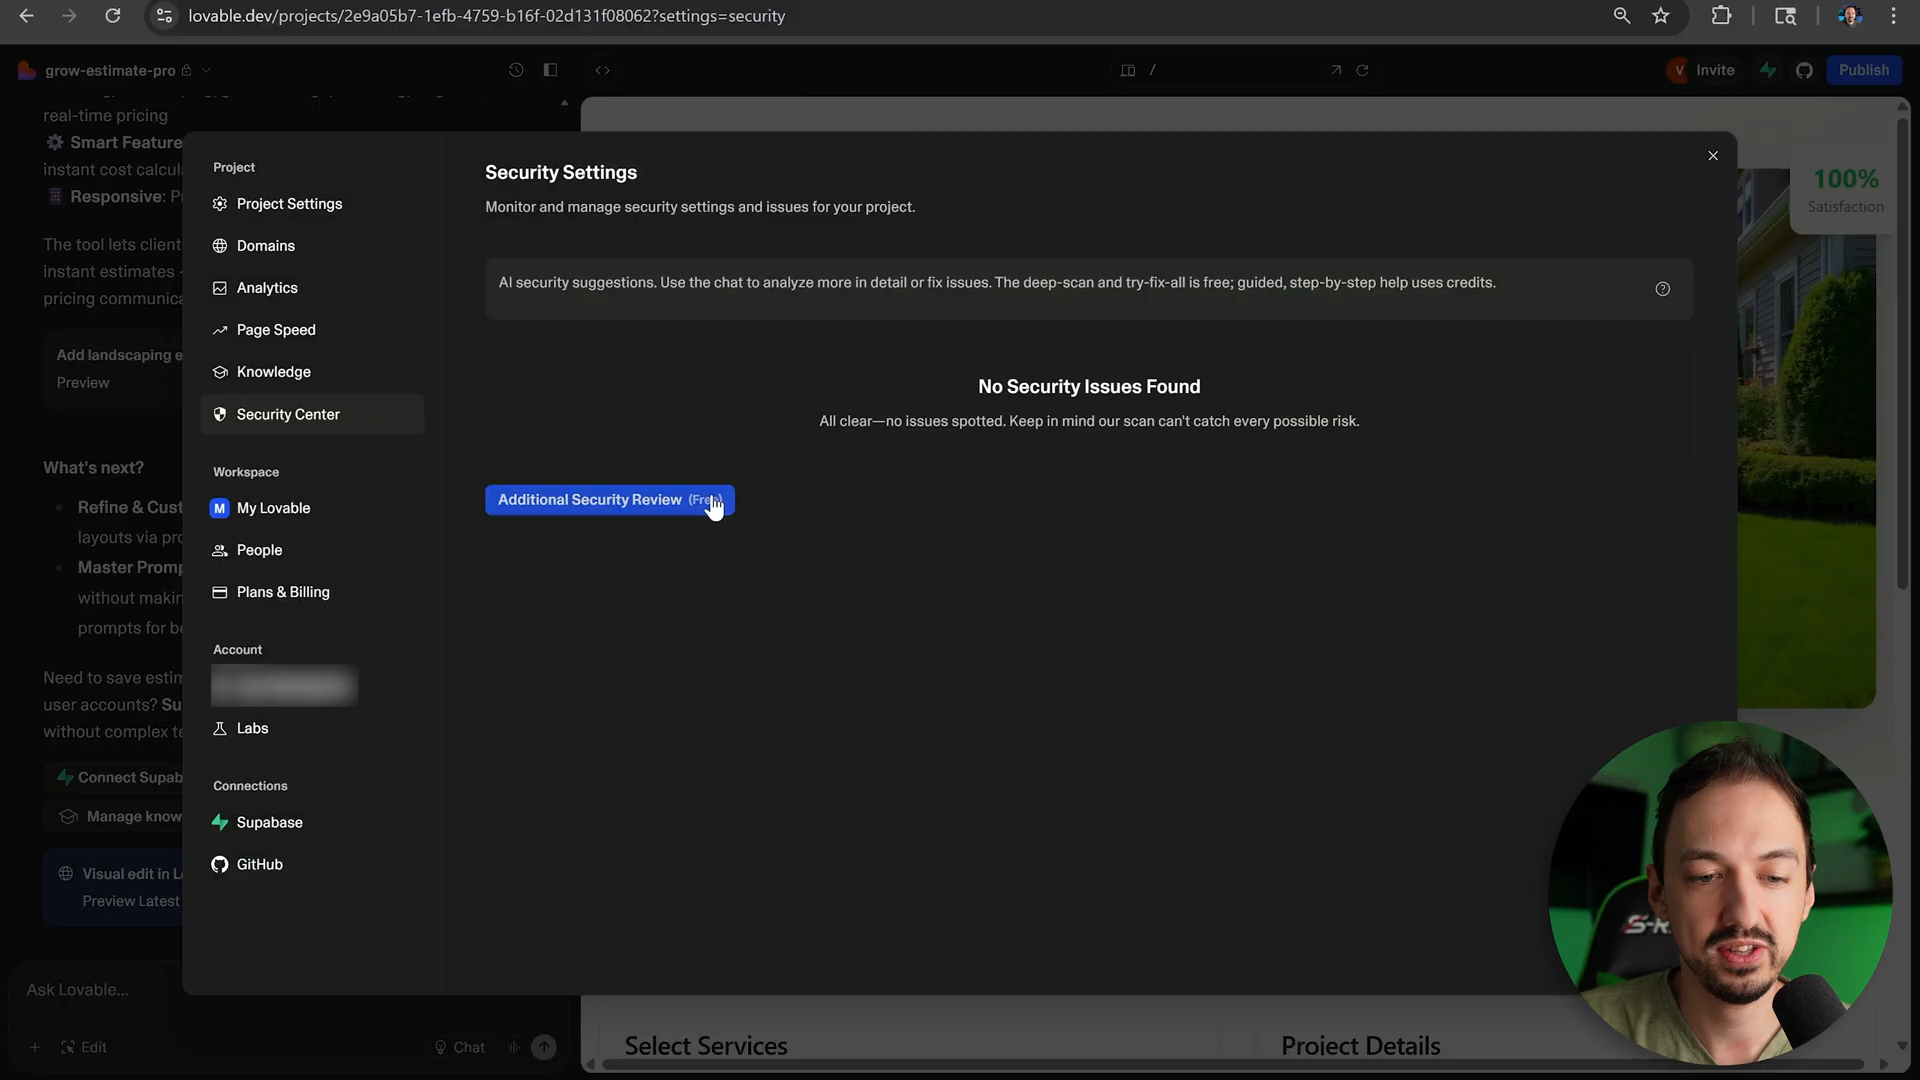 lovable.dev/projects/2e9a05b7-1efb-4759-b16f-02d131f08062?settings=security
grow-estimate-pro
/
V
Invite
Publish
real-time pricing
Smart Feature
instant cost calcul
Responsive: P
The tool lets client
instant estimates
pricing communica
Add landscaping e
Preview
What's next?
Refine & Cust
layouts via pro
Master Promp
without makin
prompts for be
Need to save estim
user accounts? Su
without complex te
Connect Supab
Manage know
Visual edit in L
Preview Latest
Ask Lovable...
Edit
Chat
Project
Project Settings
Domains
Analytics
Page Speed
Knowledge
Security Center
Workspace
M
My Lovable
People
Plans & Billing
Account
Labs
Connections
Supabase
GitHub
Security Settings
Monitor and manage security settings and issues for your project.
AI security suggestions. Use the chat to analyze more in detail or fix issues. The deep-scan and try-fix-all is free; guided, step-by-step help uses credits.
No Security Issues Found
All clear—no issues spotted. Keep in mind our scan can't catch every possible risk.
Additional Security Review (Free)
100%
Satisfaction
Select Services
Project Details